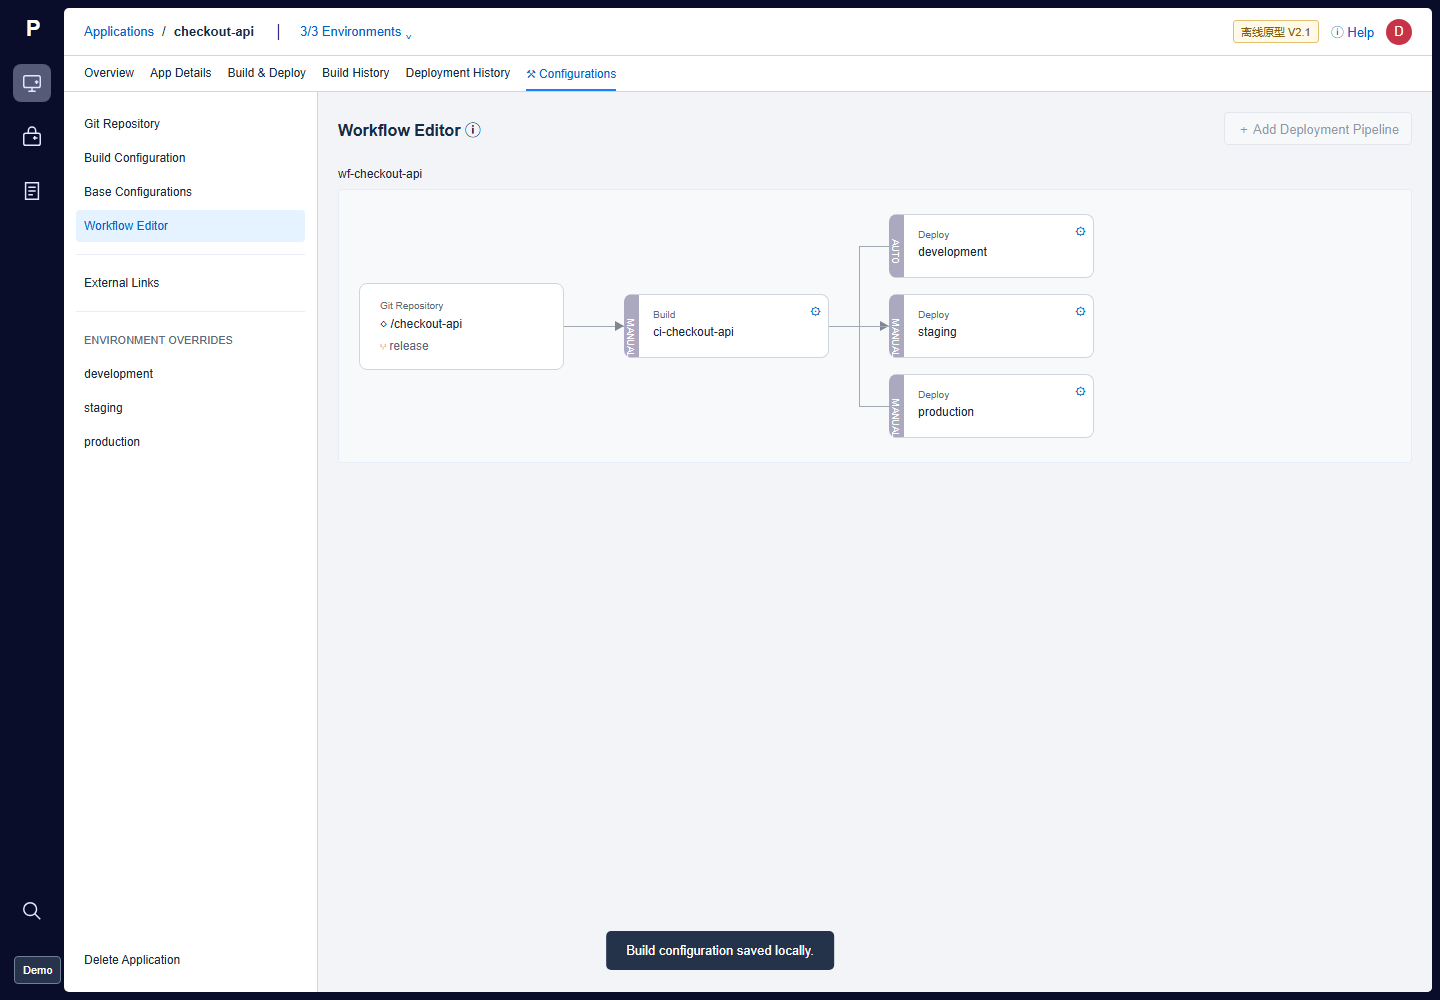 P
Applications / checkout-api | 3/3 Environments
离线原型 V2.1
Help
D
Overview
App Details
Build & Deploy
Build History
Deployment History
Configurations
Git Repository
Build Configuration
Base Configurations
Workflow Editor
External Links
ENVIRONMENT OVERRIDES
development
staging
production
Delete Application
Demo
Workflow Editor
+ Add Deployment Pipeline
wf-checkout-api
Git Repository
/checkout-api
release
MANUAL
Build
ci-checkout-api
AUTO
Deploy
development
MANUAL
Deploy
staging
MANUAL
Deploy
production
Build configuration saved locally.